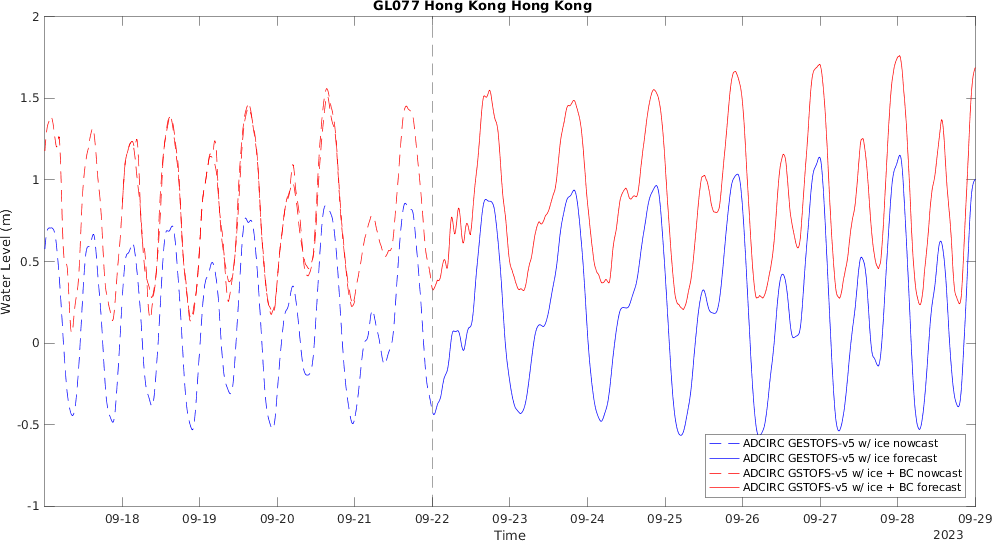 GL077 Hong Kong Hong Kong
2
1.5
1
0.5
0
-0.5
-1
Water Level (m)
ADCIRC GESTOFS-v5 w/ ice nowcast
ADCIRC GESTOFS-v5 w/ ice forecast
ADCIRC GSTOFS-v5 w/ ice + BC nowcast
ADCIRC GSTOFS-v5 w/ ice + BC forecast
09-18 09-19 09-20 09-21 09-22 09-23 09-24 09-25 09-26 09-27 09-28 09-29
Time
2023